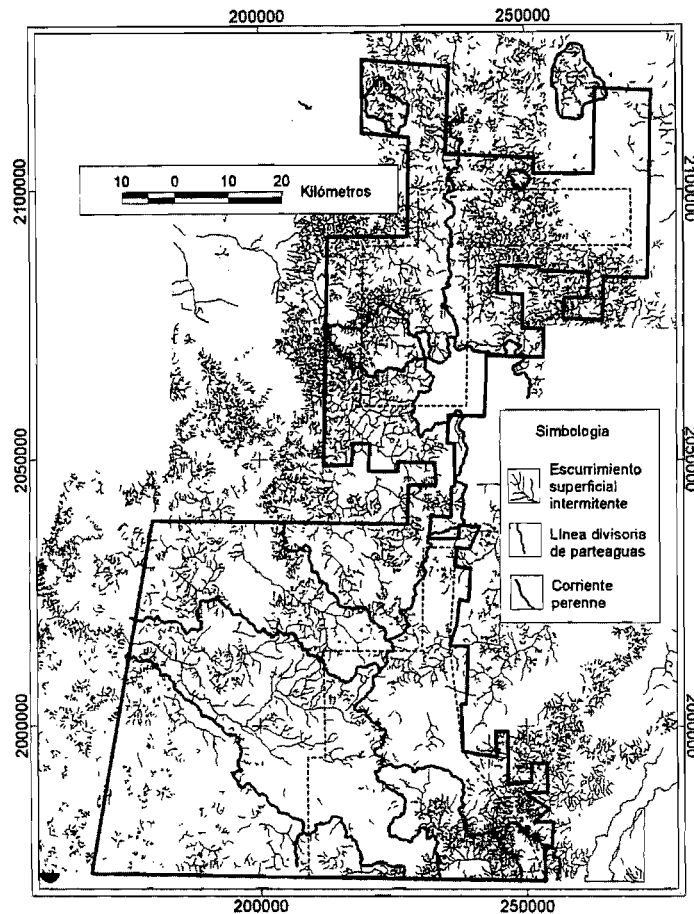 200000 250000
2100000 2100000
10 0 10 20 Kilómetros
2050000 2050000
Simbologia
Escurrimiento
superficial
intermitente
Línea divisoria
de parteaguas
Corriente
perenne
2000000 2000000
200000 250000